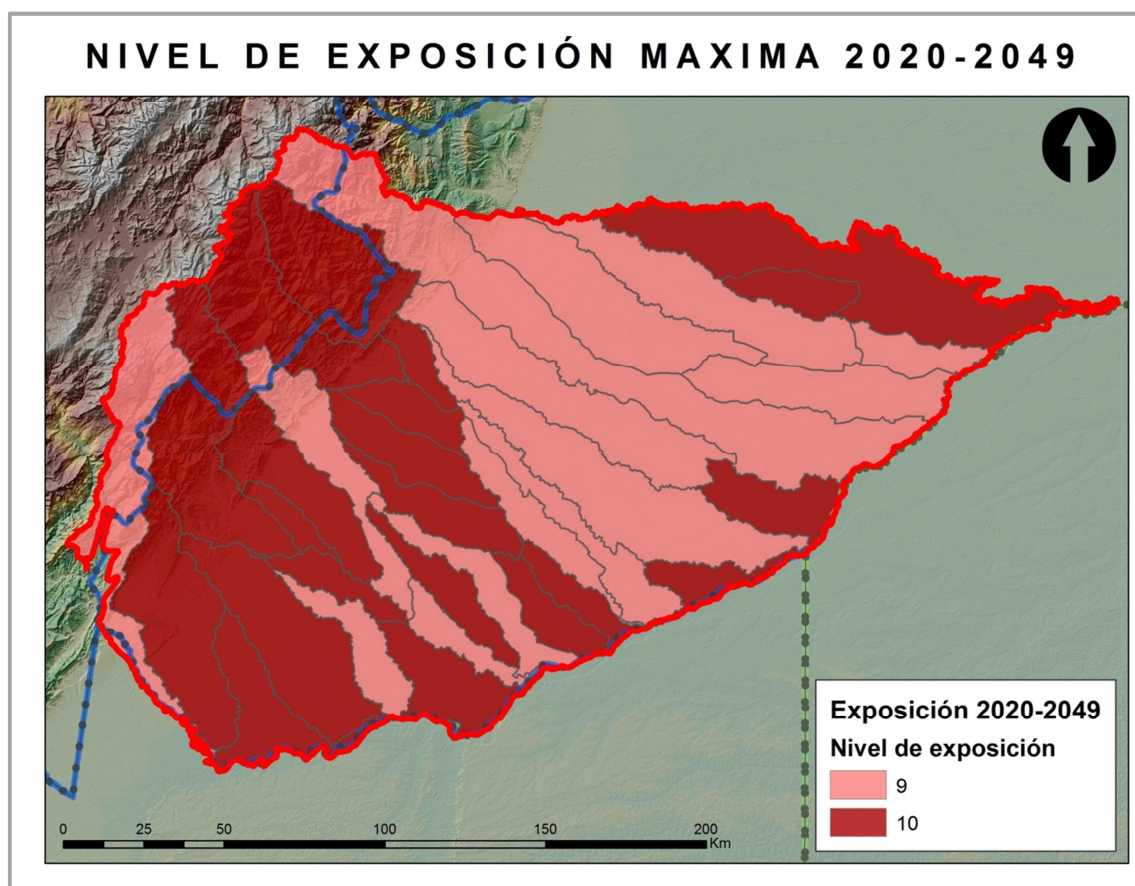 NIVEL DE EXPOSICIÓN MAXIMA 2020-2049
Exposición 2020-2049
Nivel de exposición
9
10
0 25 50 100 150 200
Km